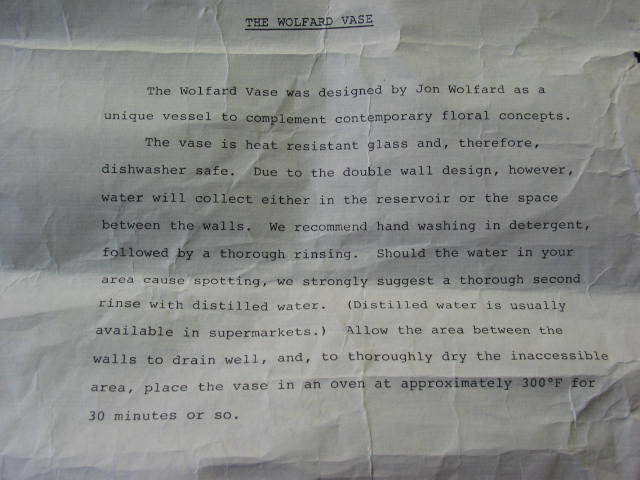 THE WOLFARD VASE
The Wolfard Vase was designed by Jon Wolfard as a
unique vessel to complement contemporary floral concepts.
The vase is heat resistant glass and, therefore,
dishwasher safe. Due to the double wall design, however,
water will collect either in the reservoir or the space
between the walls. We recommend hand washing in detergent,
followed by a thorough rinsing. Should the water in your
area cause spotting, we strongly suggest a thorough second
rinse with distilled water. (Distilled water is usually
available in supermarkets.) Allow the area between the
walls to drain well, and, to thoroughly dry the inaccessible
area, place the vase in an oven at approximately 300°F for
30 minutes or so.